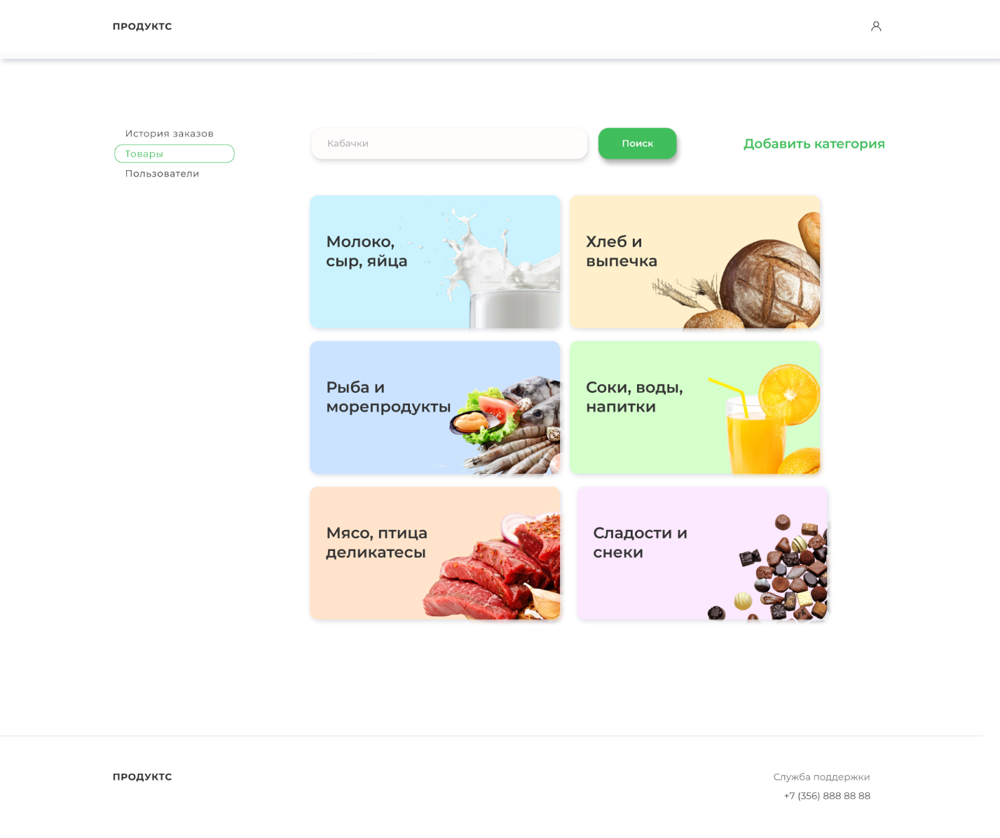 ПРОДУКТС
История заказов
Товары
Пользователи
Кабачки
Поиск
Добавить категория
Молоко,
сыр, яйца
Хлеб и
выпечка
Рыба и
морепродукты
Соки, воды,
напитки
Мясо, птица
деликатесы
Сладости и
снеки
ПРОДУКТС
Служба поддержки
+7 (356) 888 88 88